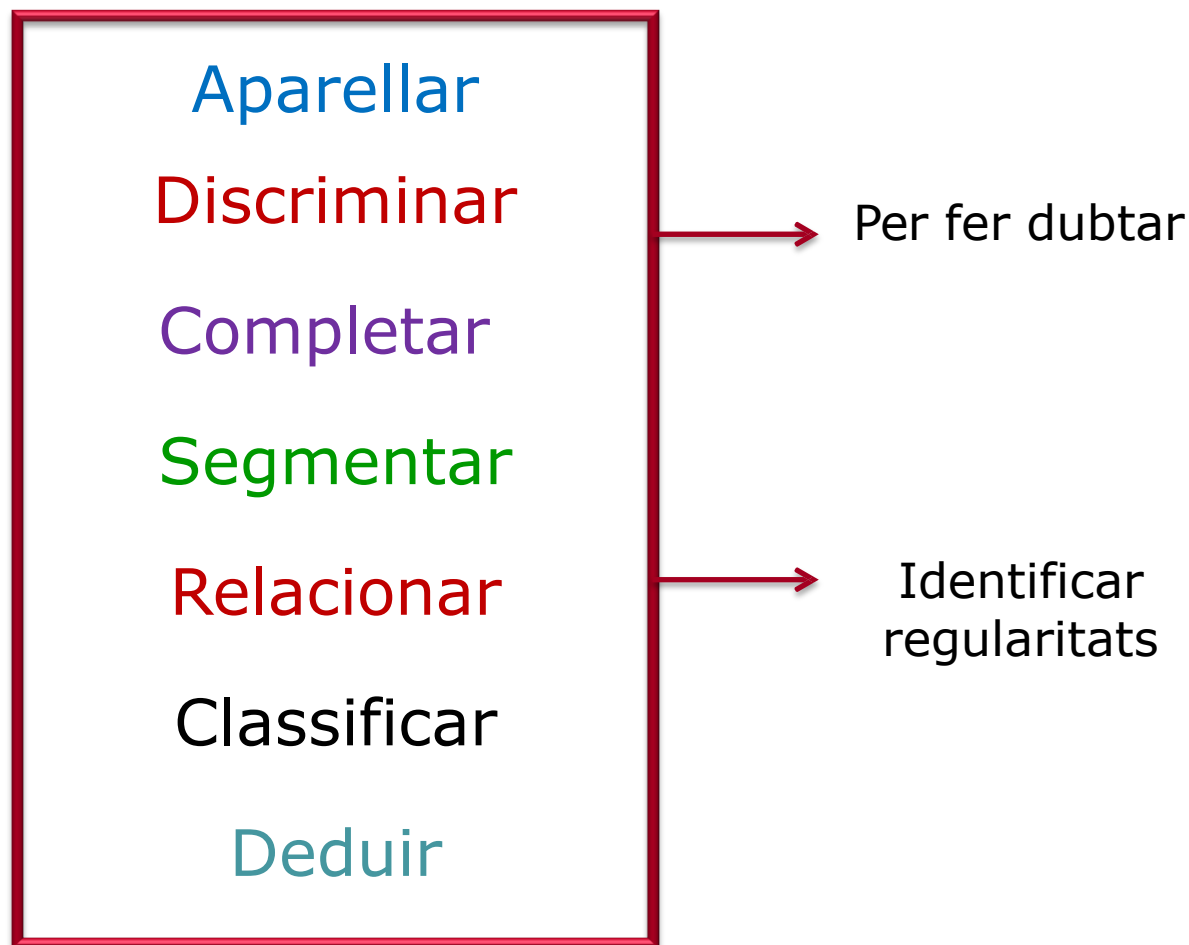 Aparellar
Discriminar
Per fer dubtar
Completar
Segmentar
Relacionar
Identificar
regularitats
Classificar
Deduir